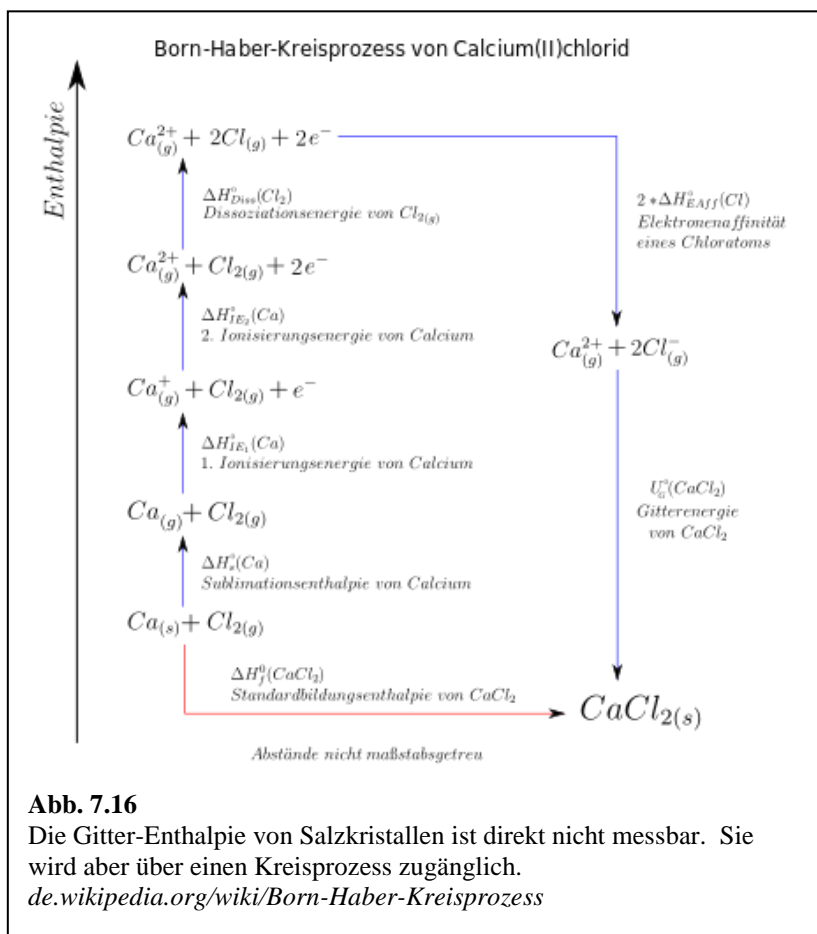 Born-Haber-Kreisprozess von Calcium(II)chlorid
Enthalpie
Ca²⁺(g) + 2Cl(g) + 2e⁻
ΔH°Diss(Cl₂)
Dissoziationsenergie von Cl₂(g)
2 * ΔH°EAff(Cl)
Elektronenaffinität
eines Chloratoms
Ca²⁺(g) + Cl₂(g) + 2e⁻
ΔH°IE₂(Ca)
2. Ionisierungsenergie von Calcium
Ca²⁺(g) + 2Cl⁻(g)
Ca⁺(g) + Cl₂(g) + e⁻
ΔH°IE₁(Ca)
1. Ionisierungsenergie von Calcium
U°G(CaCl₂)
Gitterenergie
von CaCl₂
Ca(g) + Cl₂(g)
ΔH°s(Ca)
Sublimationsenthalpie von Calcium
Ca(s) + Cl₂(g)
ΔH⁰f(CaCl₂)
Standardbildungsenthalpie von CaCl₂
CaCl₂(s)
Abstände nicht maßstabsgetreu
Abb. 7.16
Die Gitter-Enthalpie von Salzkristallen ist direkt nicht messbar. Sie
wird aber über einen Kreisprozess zugänglich.
de.wikipedia.org/wiki/Born-Haber-Kreisprozess